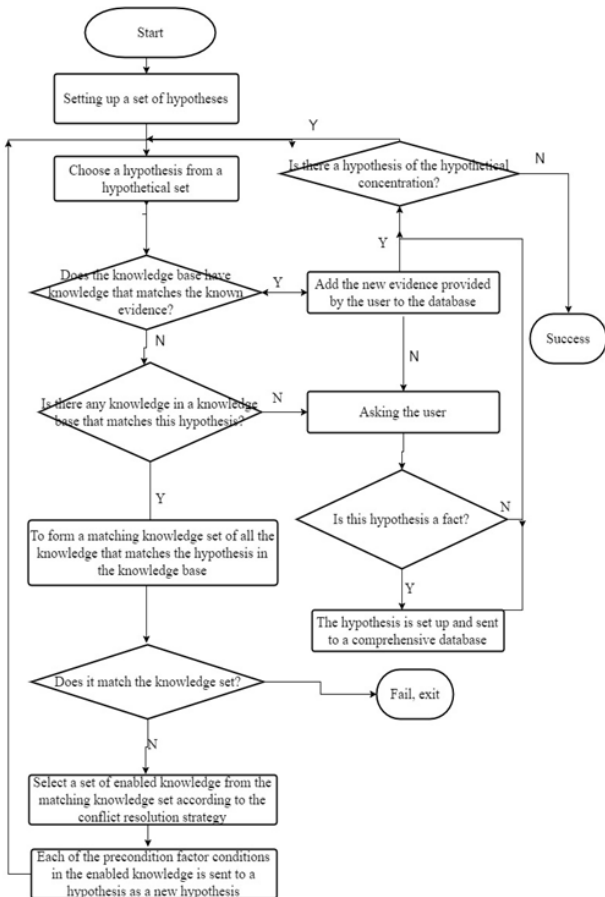 Start
Setting up a set of hypotheses
Y
Choose a hypothesis from a
hypothetical set
Is there a hypothesis of the hypothetical
concentration?
N
Does the knowledge base have
knowledge that matches the known
evidence?
Y
Y
Add the new evidence provided
by the user to the database
Success
N
N
Is there any knowledge in a knowledge
base that matches this hypothesis?
N
Asking the user
Y
Is this hypothesis a fact?
N
To form a matching knowledge set of all the
knowledge that matches the hypothesis in
the knowledge base
Y
The hypothesis is set up and sent
to a comprehensive database
Does it match the knowledge set?
Fail, exit
N
Select a set of enabled knowledge from the
matching knowledge set according to the
conflict resolution strategy
Each of the precondition factor conditions
in the enabled knowledge is sent to a
hypothesis as a new hypothesis